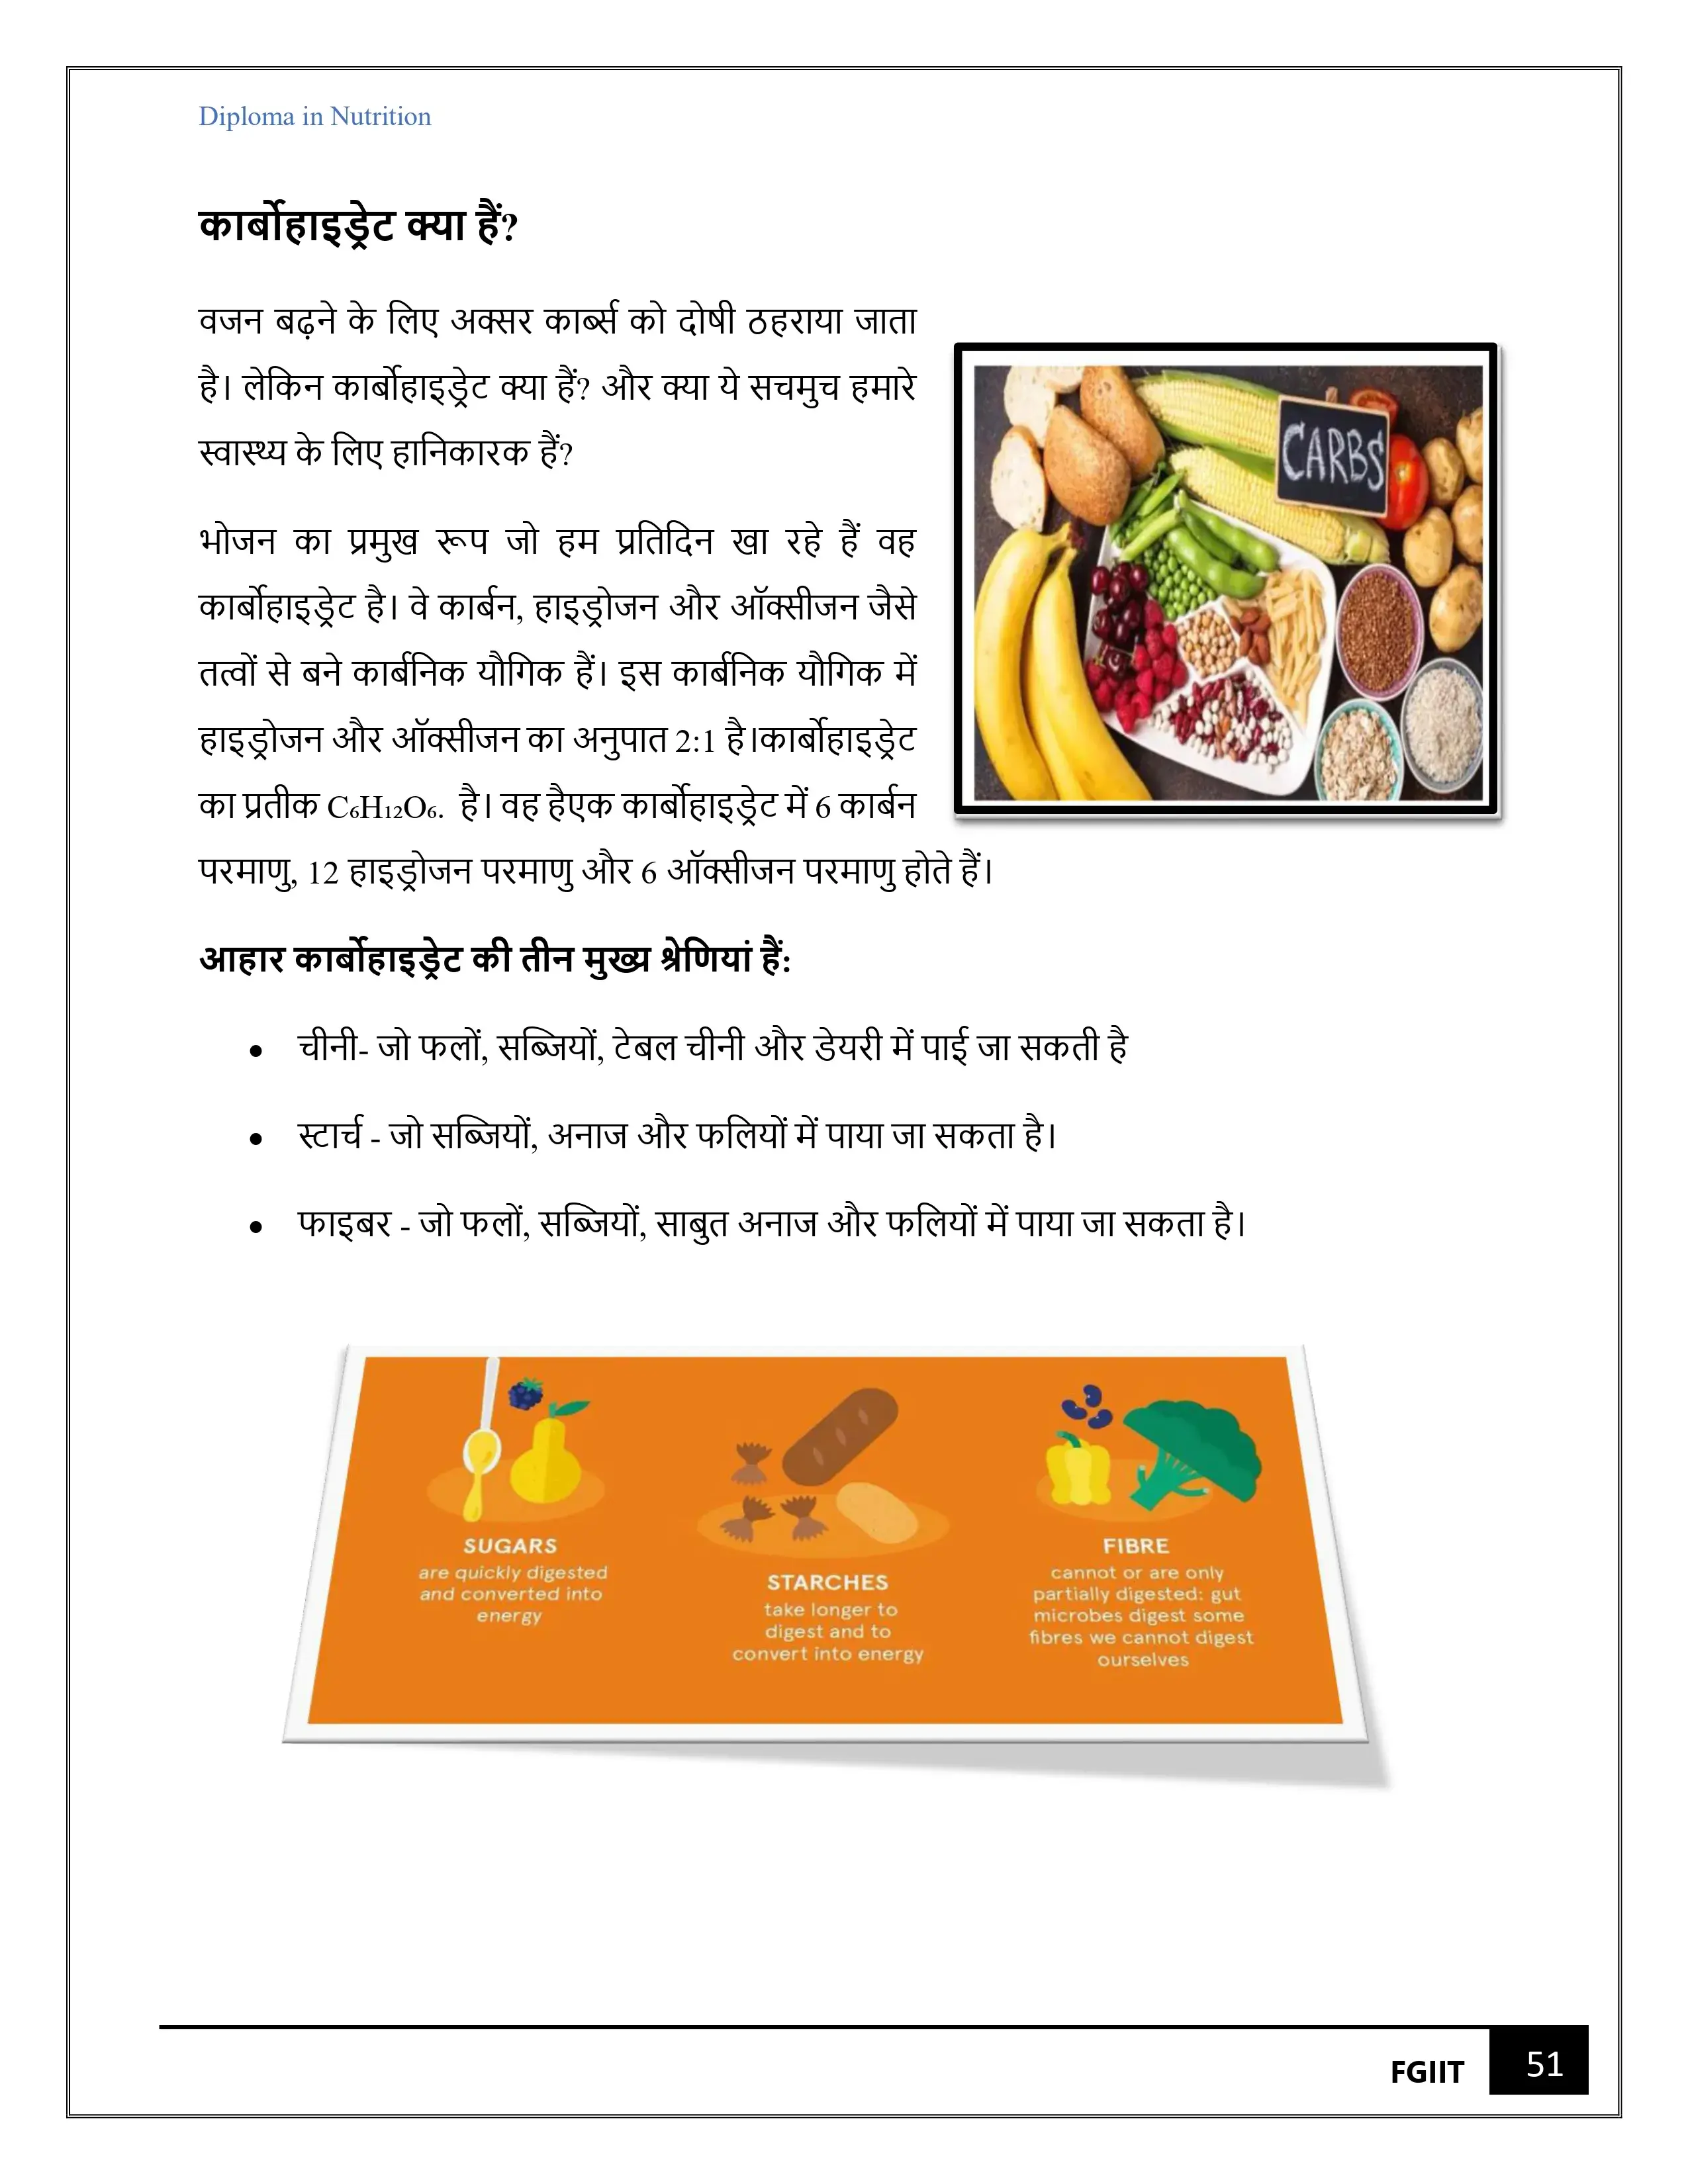 Diploma in Nutrition
कार्बोहाइड्रेट क्या हैं?
वजन बढ़ने के लिए अक्सर कार्ब्स को दोषी ठहराया जाता
है। लेकिन कार्बोहाइड्रेट क्या हैं? और क्या ये सचमुच हमारे
स्वास्थ्य के लिए हानिकारक हैं?
CARBS
भोजन का प्रमुख रूप जो हम प्रतिदिन खा रहे हैं वह
कार्बोहाइड्रेट है। वे कार्बन, हाइड्रोजन और ऑक्सीजन जैसे
तत्वों से बने कार्बनिक यौगिक हैं। इस कार्बनिक यौगिक में
हाइड्रोजन और ऑक्सीजन का अनुपात 2:1 है।कार्बोहाइड्रेट
का प्रतीक C₆H₁₂O₆. है। वह हैएक कार्बोहाइड्रेट में 6 कार्बन
परमाणु, 12 हाइड्रोजन परमाणु और 6 ऑक्सीजन परमाणु होते हैं।
आहार कार्बोहाइड्रेट की तीन मुख्य श्रेणियां हैं:
• चीनी- जो फलों, सब्जियों, टेबल चीनी और डेयरी में पाई जा सकती है
• स्टार्च - जो सब्जियों, अनाज और फलियों में पाया जा सकता है।
• फाइबर - जो फलों, सब्जियों, साबुत अनाज और फलियों में पाया जा सकता है।
SUGARS
are quickly digested
and converted into
energy
STARCHES
take longer to
digest and to
convert into energy
FIBRE
cannot or are only
partially digested: gut
microbes digest some
fibres we cannot digest
ourselves
FGIIT 51